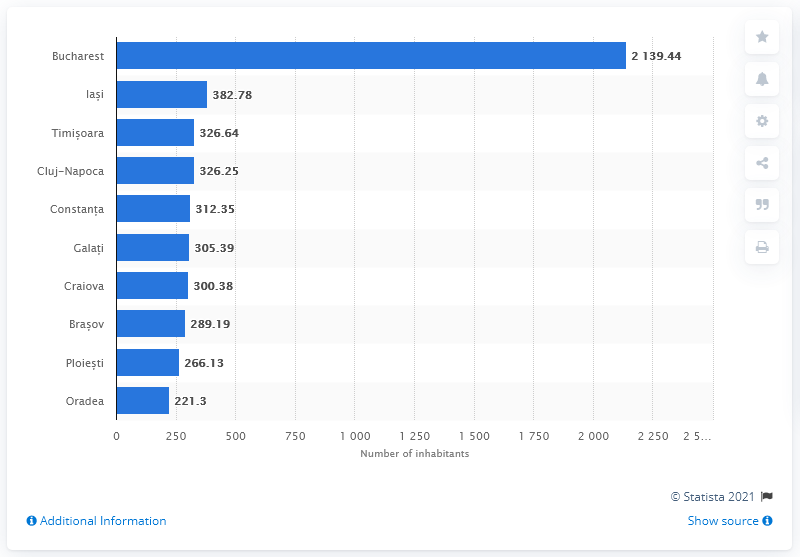 Bucharest 2 139.44
Iași 382.78
Timișoara 326.64
Cluj-Napoca 326.25
Constanța 312.35
Galați 305.39
Craiova 300.38
Brașov 289.19
Ploiești 266.13
Oradea 221.3
0 250 500 750 1 000 1 250 1 500 1 750 2 000 2 250 2 5...
Number of inhabitants
© Statista 2021
Additional Information Show source